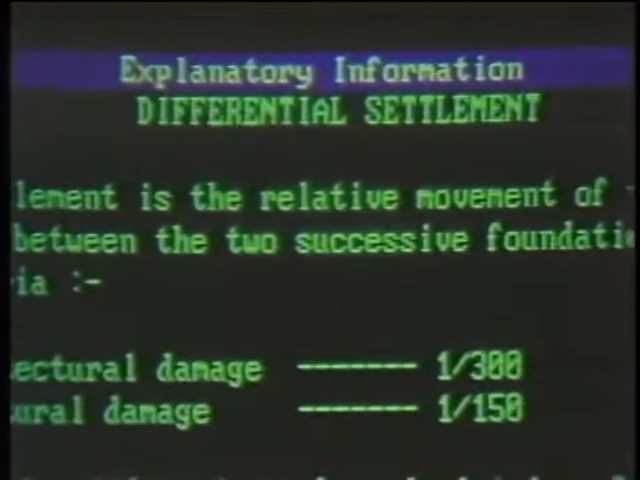 Explanatory Information
DIFFERENTIAL SETTLEMENT
lement is the relative movement of
between the two successive foundati
ia :-
ectural damage ------- 1/300
ural damage ------- 1/150